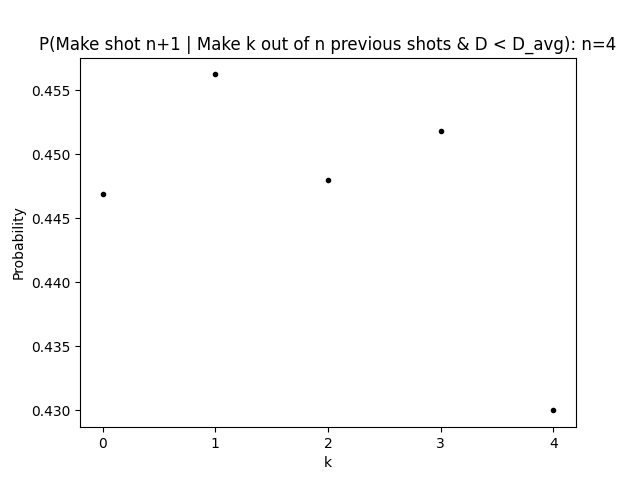 P(Make shot n+1 | Make k out of n previous shots & D < D_avg): n=4
0.455
0.450
0.445
0.440
0.435
0.430
Probability
0 1 2 3 4
k